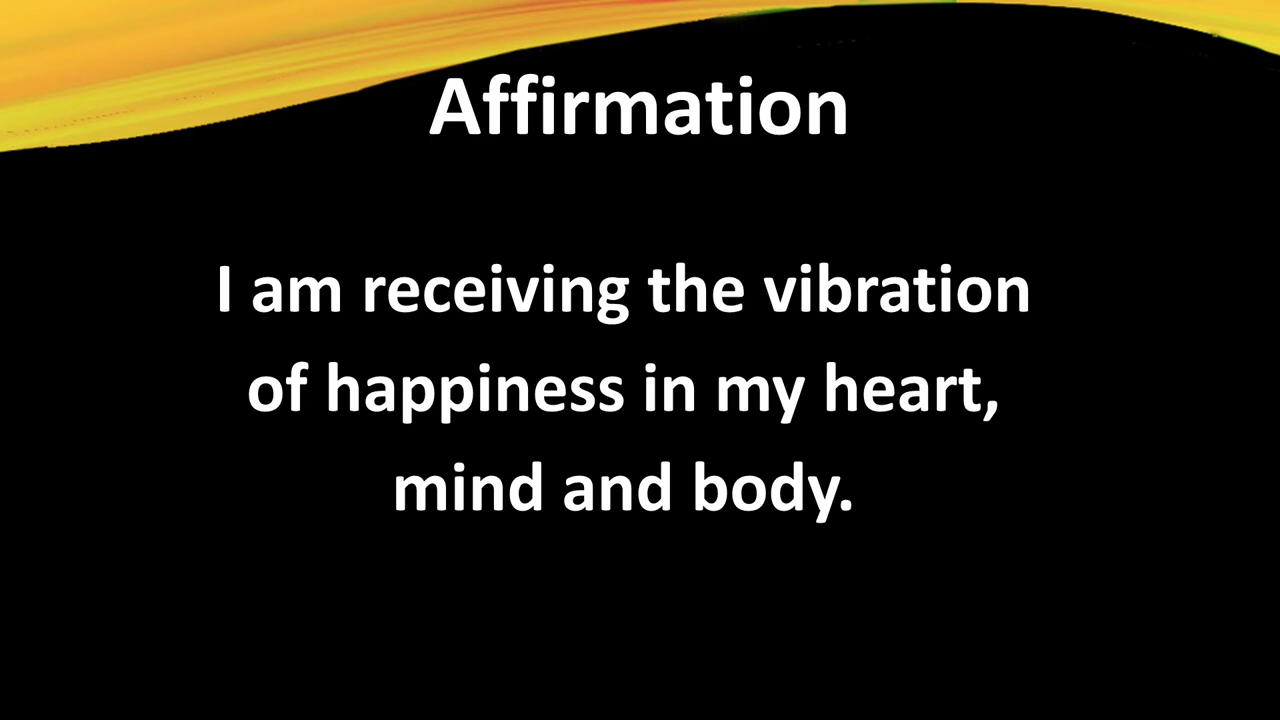 Affirmation
I am receiving the vibration
of happiness in my heart,
mind and body.